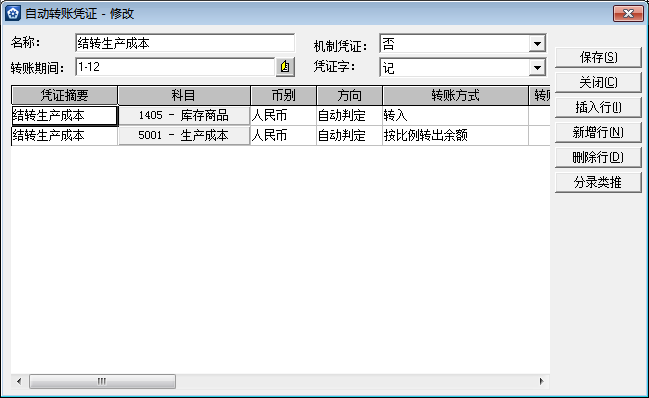 自动转账凭证 - 修改
名称： 结转生产成本 机制凭证： 否
转账期间： 1-12 凭证字： 记
保存(S)
关闭(C)
插入行(I)
新增行(N)
删除行(D)
分录类推
凭证摘要 科目 币别 方向 转账方式 转账
结转生产成本 1405 - 库存商品 人民币 自动判定 转入
结转生产成本 5001 - 生产成本 人民币 自动判定 按比例转出余额